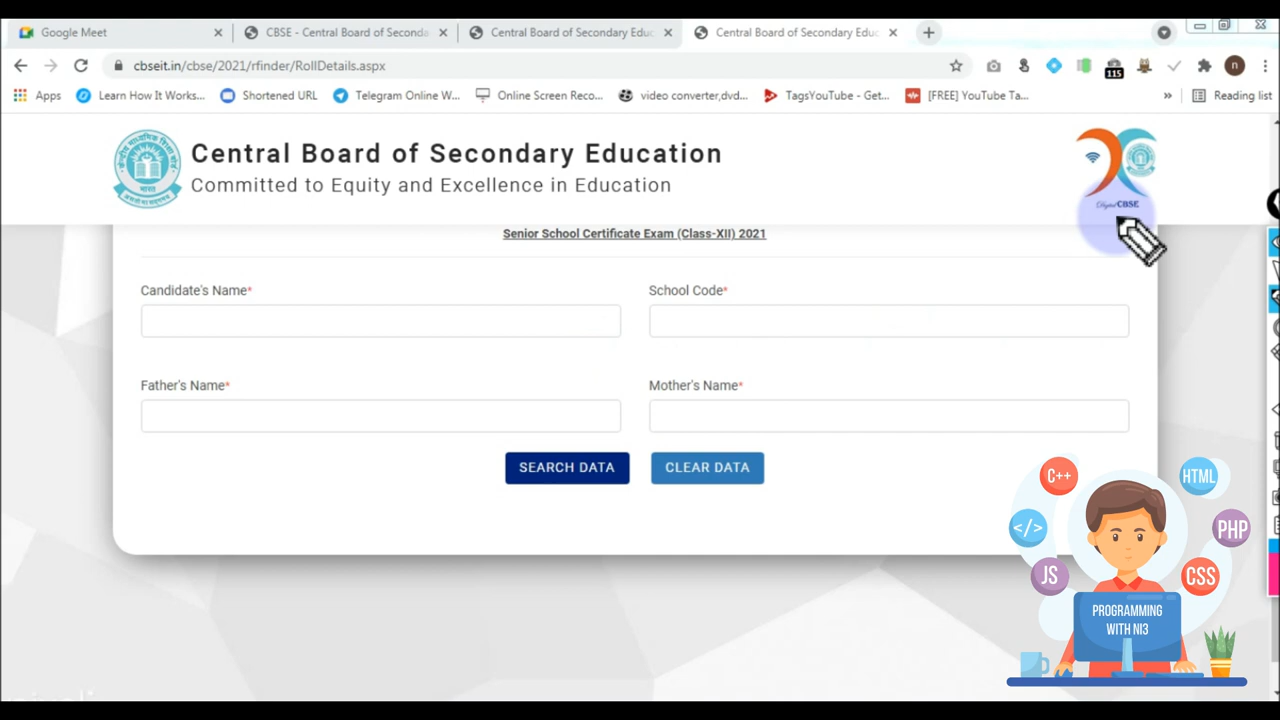 Google Meet
CBSE - Central Board of Seconda
Central Board of Secondary Educ
Central Board of Secondary Educ
cbseit.in/cbse/2021/rfinder/RollDetails.aspx
115
n
Apps
Learn How It Works...
Shortened URL
Telegram Online W...
Online Screen Reco...
video converter,dvd...
TagsYouTube - Get...
[FREE] YouTube Ta...
»
Reading list
Central Board of Secondary Education
Committed to Equity and Excellence in Education
भारत
Digital CBSE
Senior School Certificate Exam (Class-XII) 2021
Candidate's Name*
School Code*
Father's Name*
Mother's Name*
SEARCH DATA
CLEAR DATA
C++
HTML
</>
PHP
JS
CSS
PROGRAMMING
WITH NI3